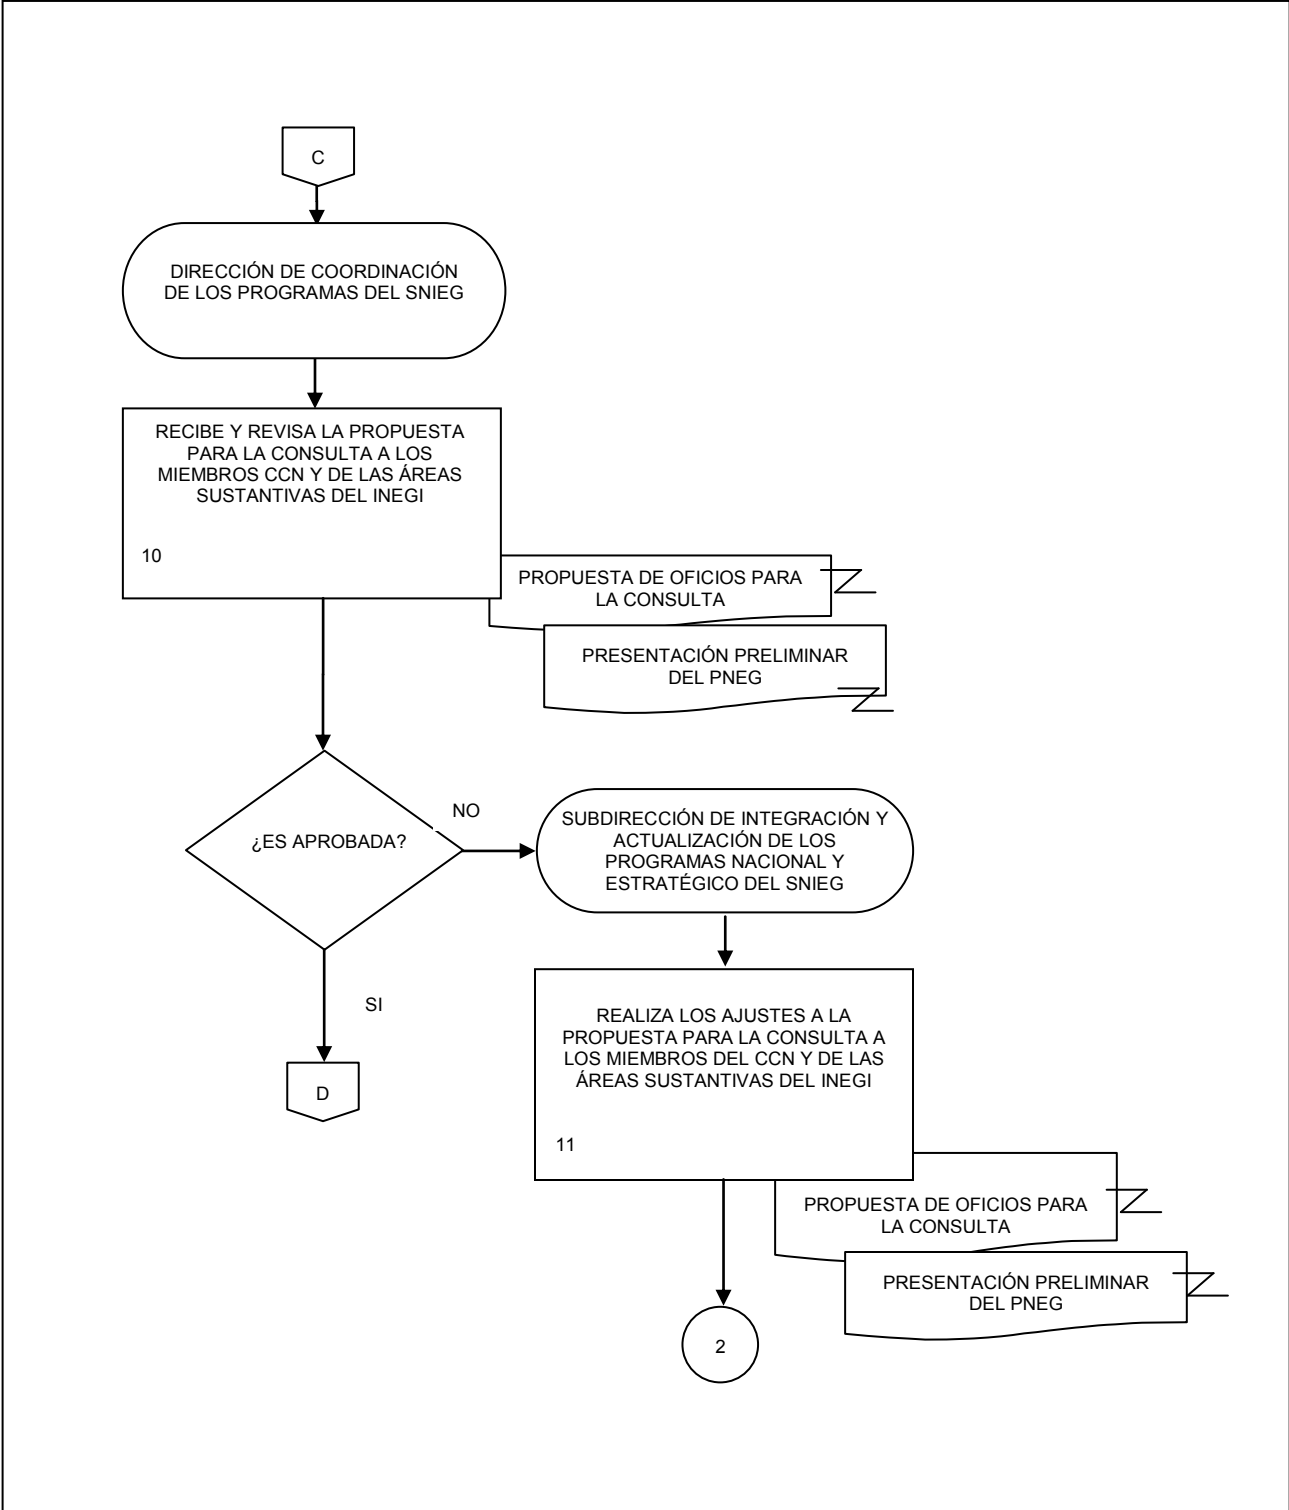 C
DIRECCIÓN DE COORDINACIÓN
DE LOS PROGRAMAS DEL SNIEG
RECIBE Y REVISA LA PROPUESTA
PARA LA CONSULTA A LOS
MIEMBROS CCN Y DE LAS ÁREAS
SUSTANTIVAS DEL INEGI
10
PROPUESTA DE OFICIOS PARA
LA CONSULTA
PRESENTACIÓN PRELIMINAR
DEL PNEG
¿ES APROBADA?
NO
SUBDIRECCIÓN DE INTEGRACIÓN Y
ACTUALIZACIÓN DE LOS
PROGRAMAS NACIONAL Y
ESTRATÉGICO DEL SNIEG
SI
D
REALIZA LOS AJUSTES A LA
PROPUESTA PARA LA CONSULTA A
LOS MIEMBROS DEL CCN Y DE LAS
ÁREAS SUSTANTIVAS DEL INEGI
11
PROPUESTA DE OFICIOS PARA
LA CONSULTA
PRESENTACIÓN PRELIMINAR
DEL PNEG
2